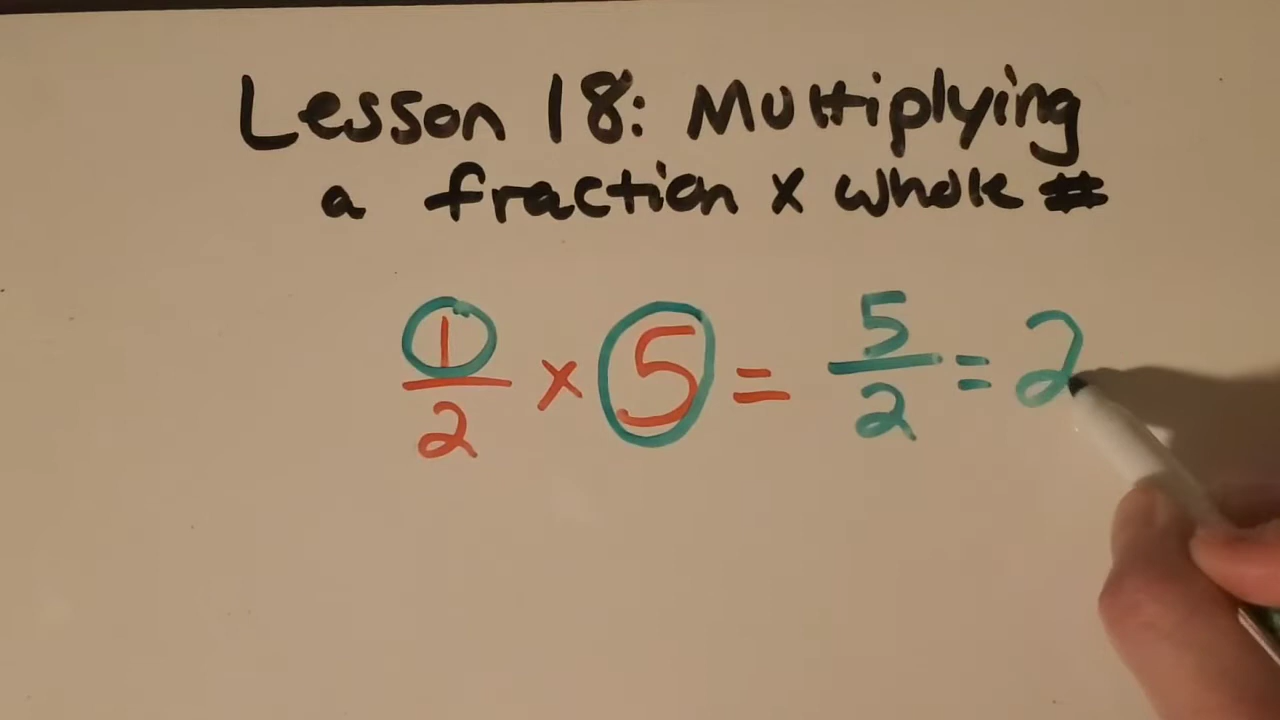 Lesson 18: Multiplying
a fraction x whole #
1/2 x 5 = 5/2 = 2